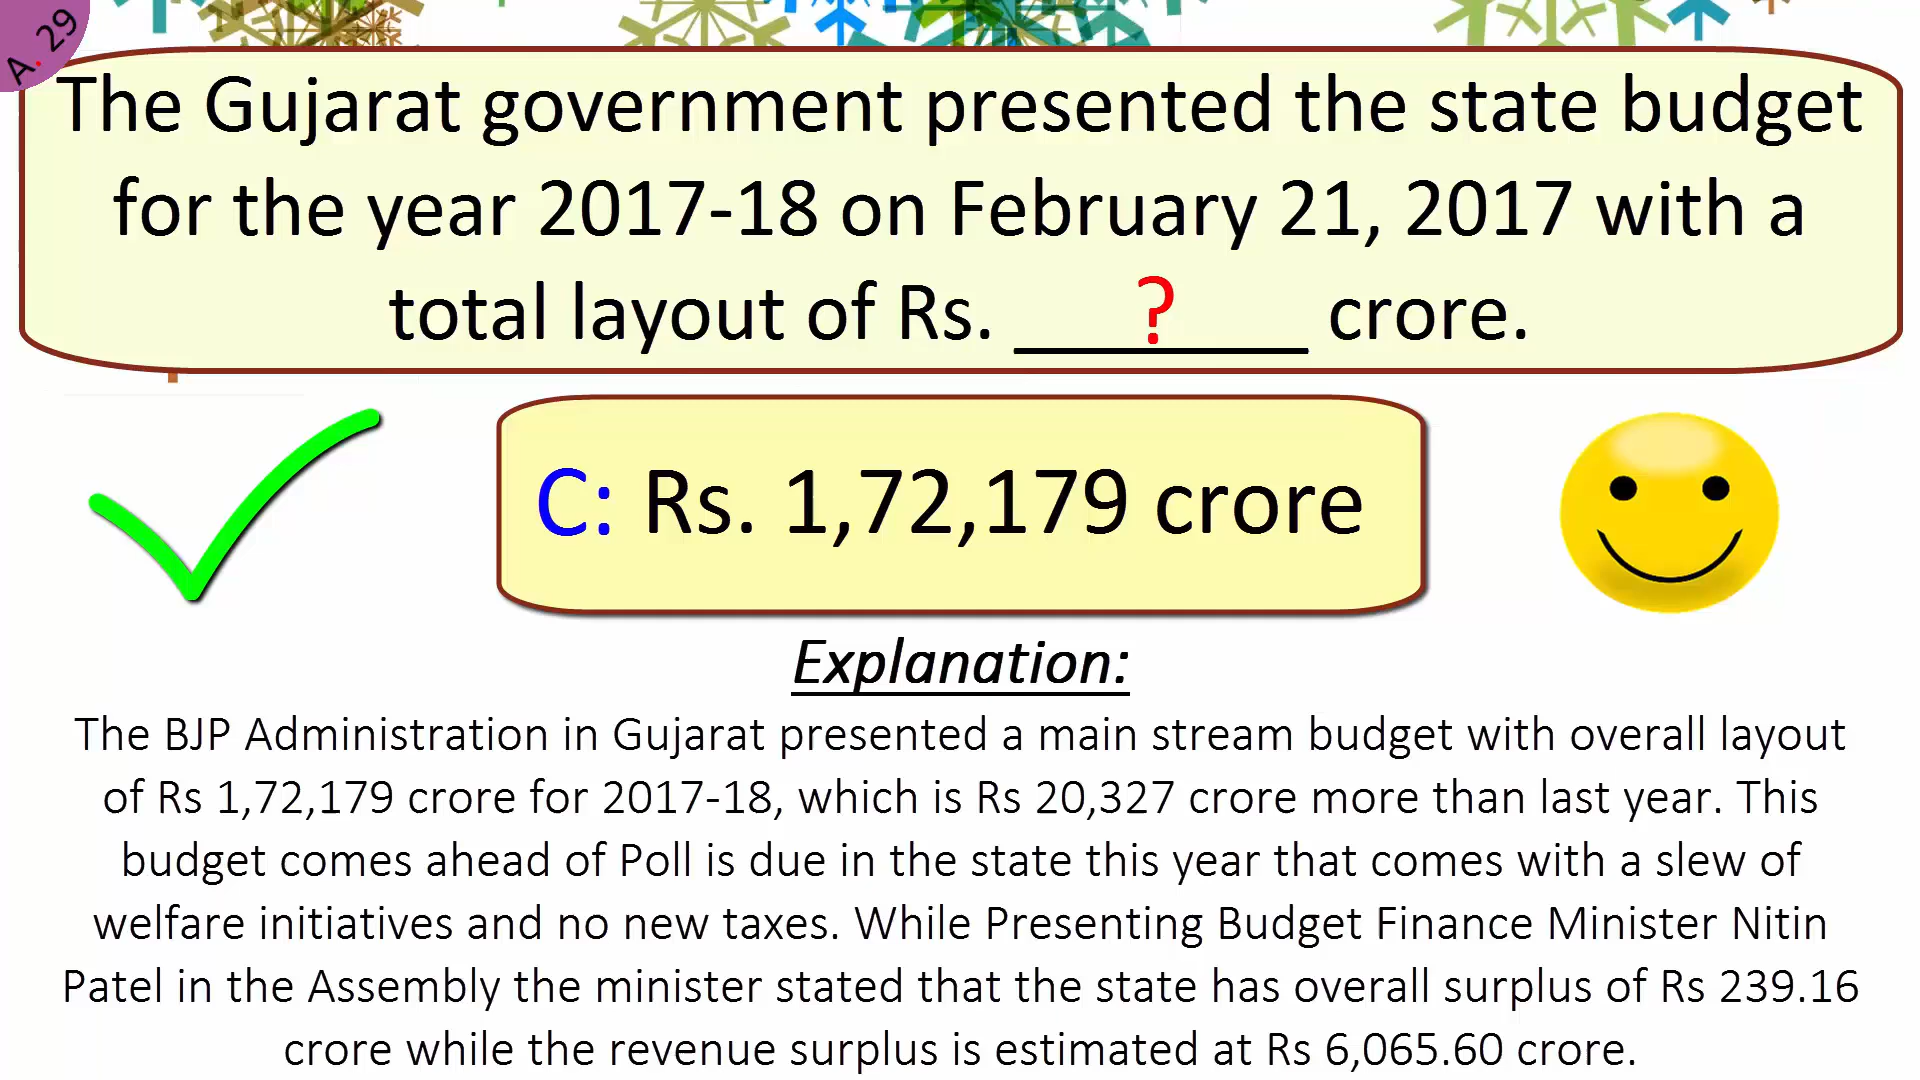 A. 29
The Gujarat government presented the state budget
for the year 2017-18 on February 21, 2017 with a
total layout of Rs. ____?____ crore.
C: Rs. 1,72,179 crore
Explanation:
The BJP Administration in Gujarat presented a main stream budget with overall layout
of Rs 1,72,179 crore for 2017-18, which is Rs 20,327 crore more than last year. This
budget comes ahead of Poll is due in the state this year that comes with a slew of
welfare initiatives and no new taxes. While Presenting Budget Finance Minister Nitin
Patel in the Assembly the minister stated that the state has overall surplus of Rs 239.16
crore while the revenue surplus is estimated at Rs 6,065.60 crore.